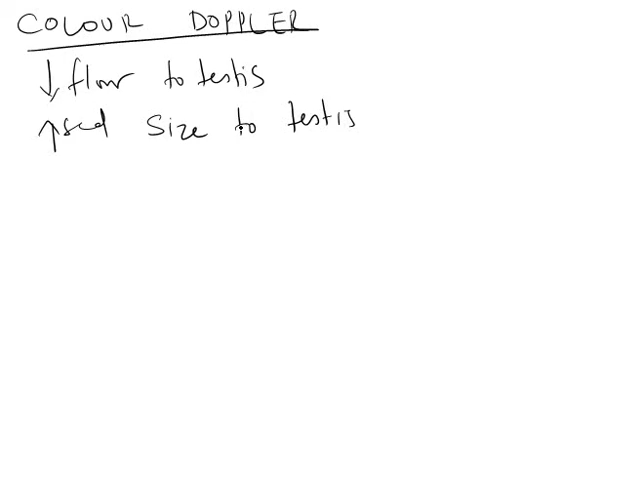 COLOUR DOPPLER
↓ flow to testis
↑sed size to testis